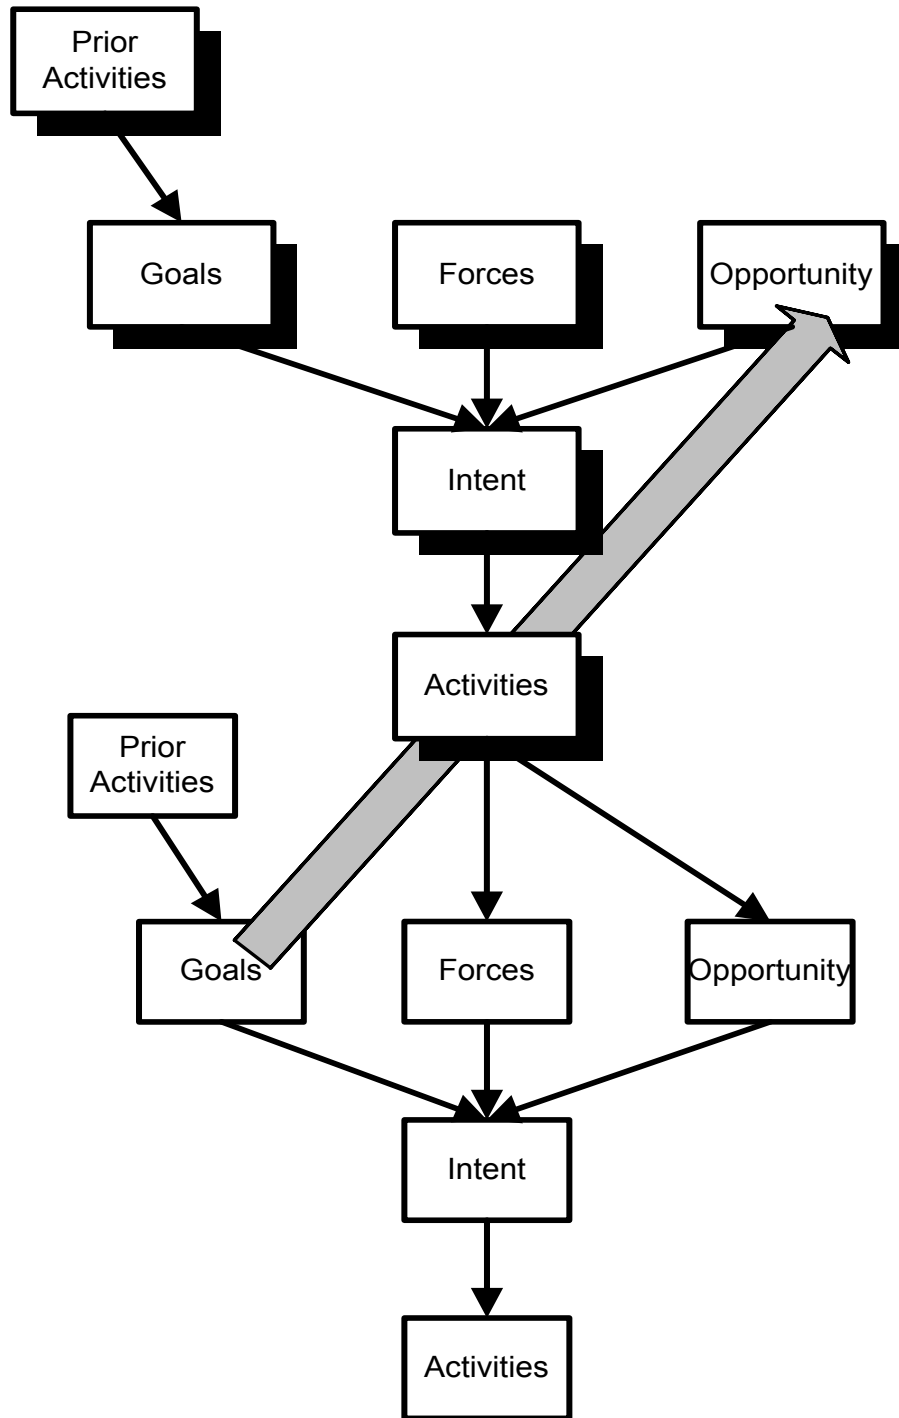 Prior
Activities
Goals
Forces
Opportunity
Intent
Activities
Prior
Activities
Goals
Forces
Opportunity
Intent
Activities